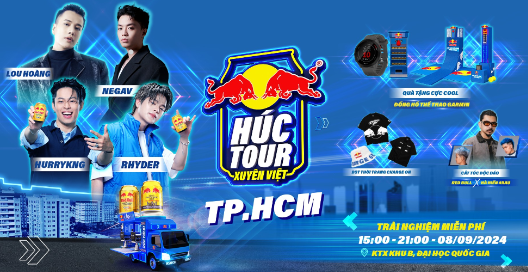 LOU HOÀNG
NEGAV
HURRYKNG
RHYDER
HÚC
TOUR
XUYÊN VIỆT
TP.HCM
QUÀ TẶNG CỰC COOL
ĐỒNG HỒ THỂ THAO GARMIN
CẮT TÓC ĐỘC ĐÁO
TRẢI NGHIỆM MIỄN PHÍ
15:00 - 21:00 - 08/09/2024
KTX KHU B, ĐẠI HỌC QUỐC GIA